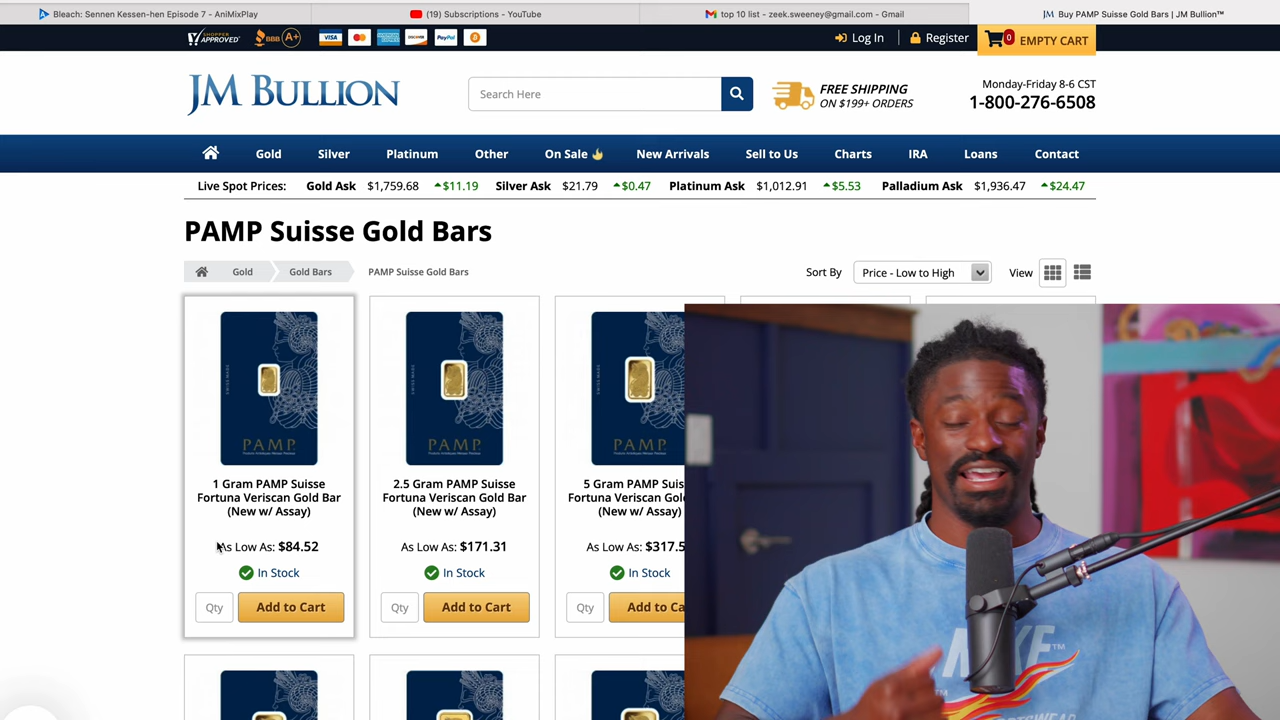 Bleach: Sennen Kessen-hen Episode 7 - AniMixPlay
(19) Subscriptions - YouTube
top 10 list - zeek.sweeney@gmail.com - Gmail
JM Buy PAMP Suisse Gold Bars | JM Bullion™
SHOPPER APPROVED
BBB A+
VISA
DISCOVER
PayPal
Log In
Register
0
EMPTY CART
JM BULLION
Search Here
FREE SHIPPING
ON $199+ ORDERS
Monday-Friday 8-6 CST
1-800-276-6508
Gold
Silver
Platinum
Other
On Sale
New Arrivals
Sell to Us
Charts
IRA
Loans
Contact
Live Spot Prices: Gold Ask $1,759.68 $11.19 Silver Ask $21.79 $0.47 Platinum Ask $1,012.91 $5.53 Palladium Ask $1,936.47 $24.47
PAMP Suisse Gold Bars
Gold
Gold Bars
PAMP Suisse Gold Bars
Sort By
Price - Low to High
View
PAMP
1 Gram PAMP Suisse
Fortuna Veriscan Gold Bar
(New w/ Assay)
As Low As: $84.52
In Stock
Qty
Add to Cart
PAMP
2.5 Gram PAMP Suisse
Fortuna Veriscan Gold Bar
(New w/ Assay)
As Low As: $171.31
In Stock
Qty
Add to Cart
PAMP
5 Gram PAMP Suis
Fortuna Veriscan Gold
(New w/ Assay)
As Low As: $317.5
In Stock
Qty
Add to Ca
NIKE